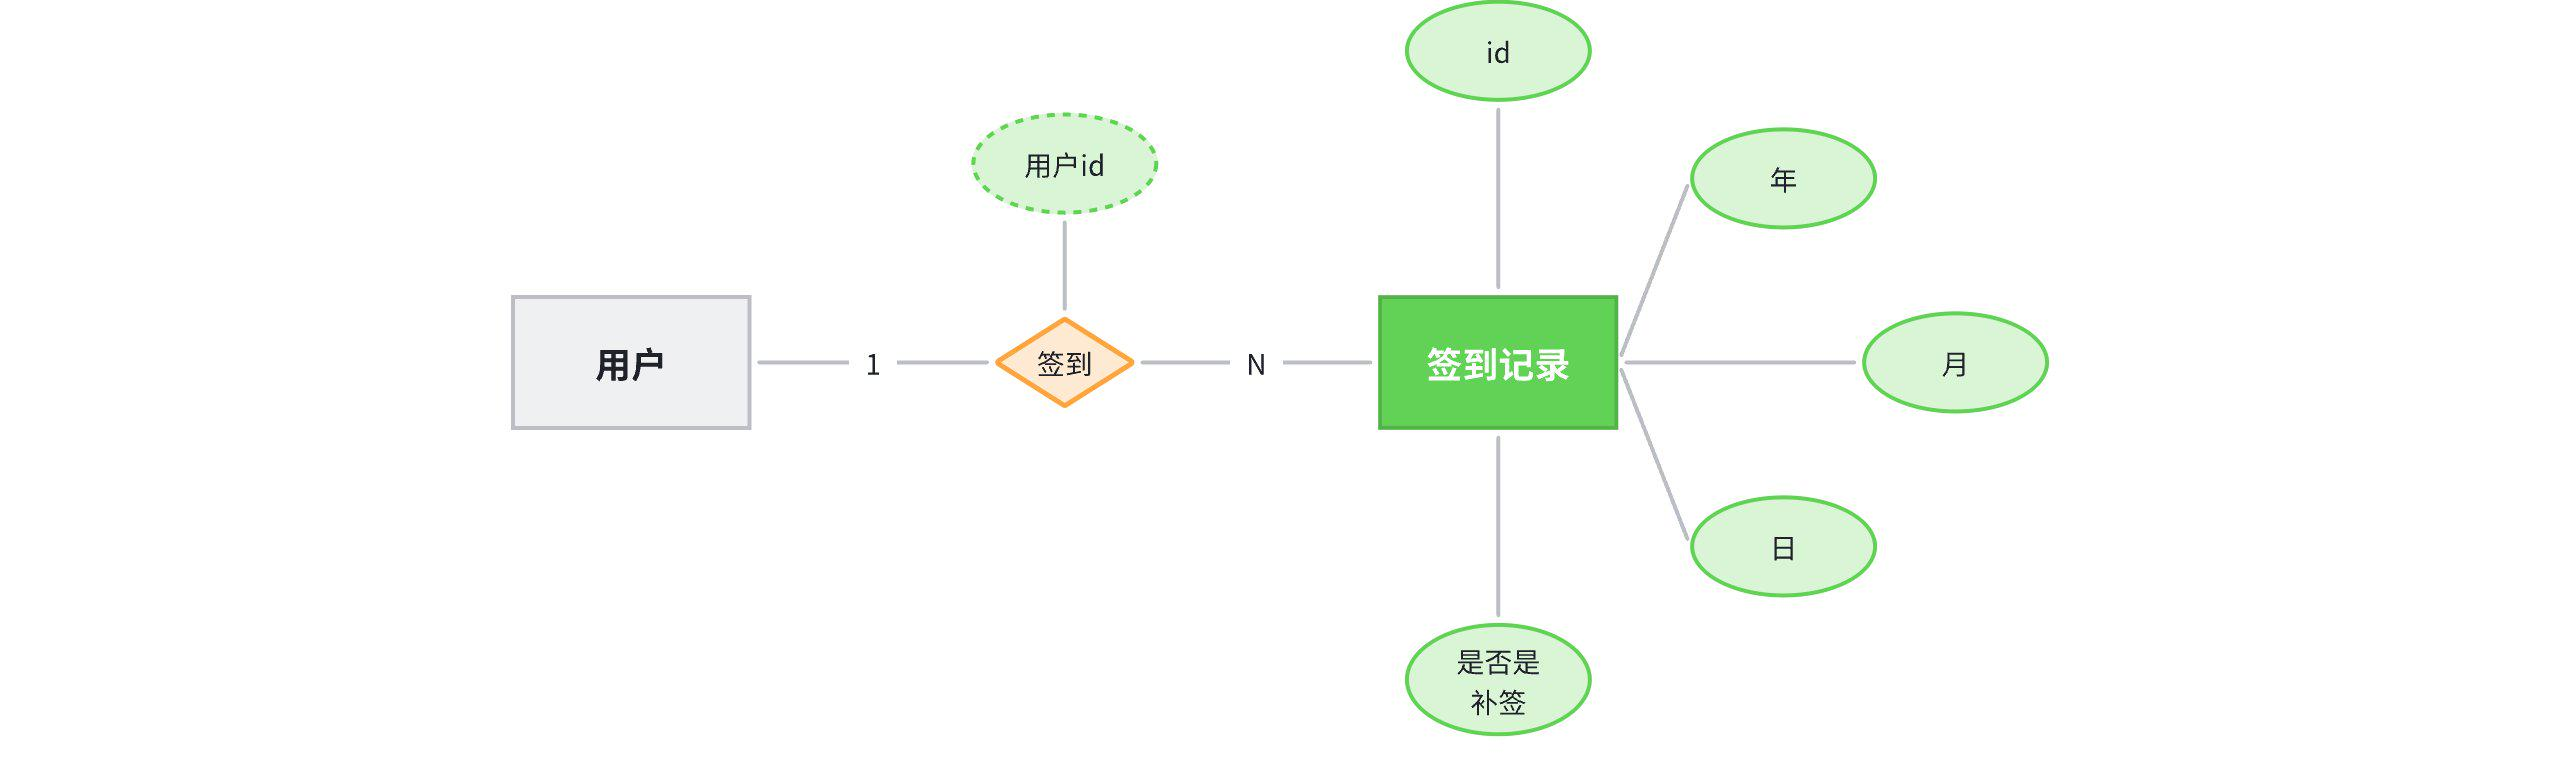 id
用户id
年
用户
1
签到
N
签到记录
月
日
是否是
补签